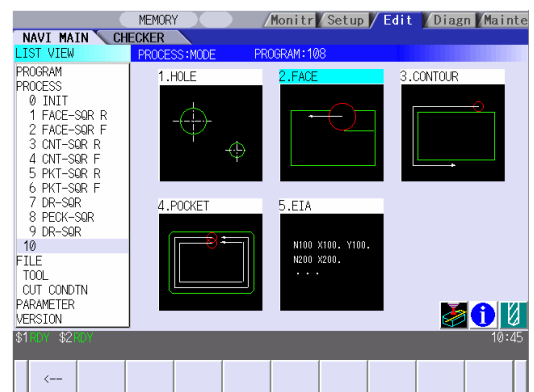 MEMORY Monitr Setup Edit Diagn Mainte
NAVI MAIN CHECKER
LIST VIEW PROCESS:MODE PROGRAM:108
PROGRAM
PROCESS
0 INIT
1 FACE-SQR R
2 FACE-SQR F
3 CNT-SQR R
4 CNT-SQR F
5 PKT-SQR R
6 PKT-SQR F
7 DR-SQR
8 PECK-SQR
9 DR-SQR
10
FILE
TOOL
CUT CONDTN
PARAMETER
VERSION
1.HOLE 2.FACE 3.CONTOUR
4.POCKET 5.EIA
N100 X100. Y100.
N200 X200.
. . .
$1RDY $2RDY 10:45
<--